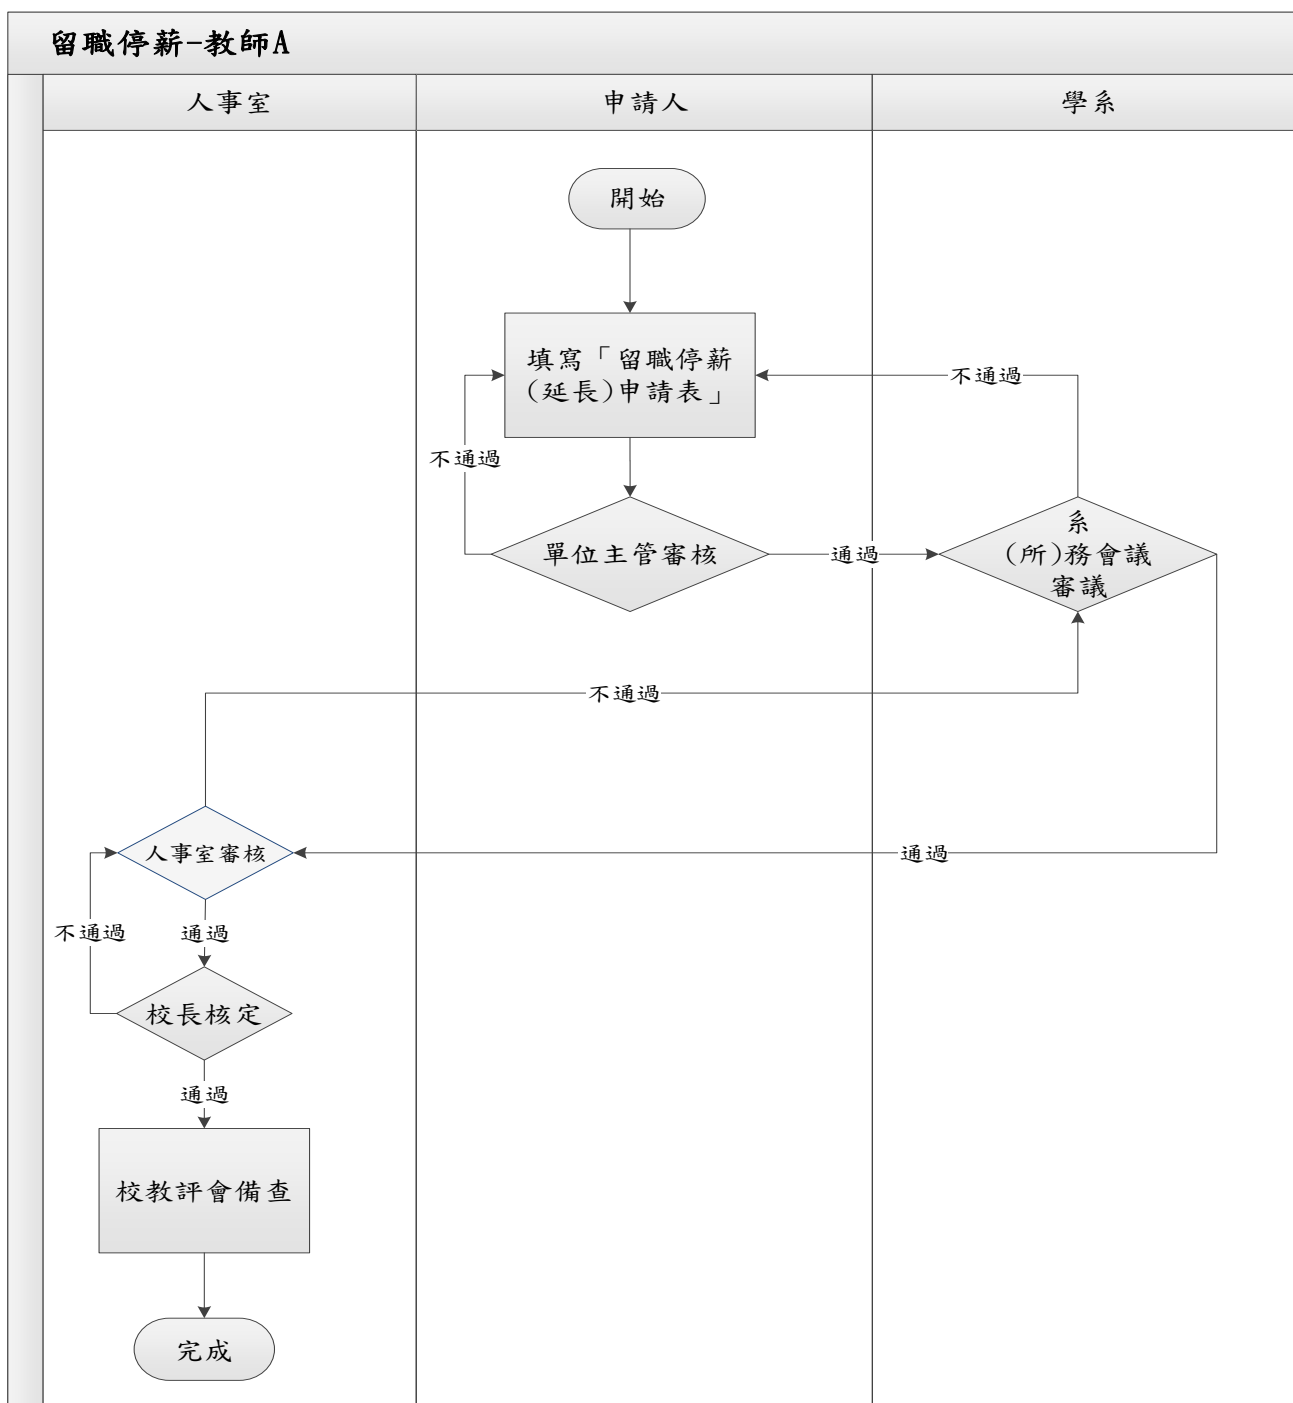 留職停薪-教師A
人事室
申請人
學系
開始
填寫「留職停薪
(延長)申請表」
不通過
不通過
單位主管審核
通過
系
(所)務會議
審議
不通過
人事室審核
通過
不通過
通過
校長核定
通過
校教評會備查
完成